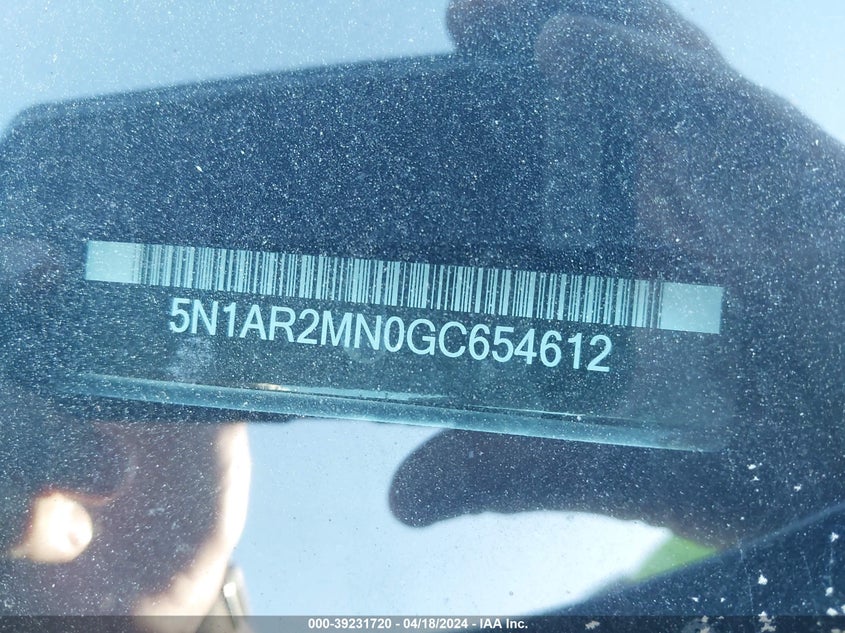 5N1AR2MN0GC654612
000-39231720 — 04/18/2024 — IAA Inc.